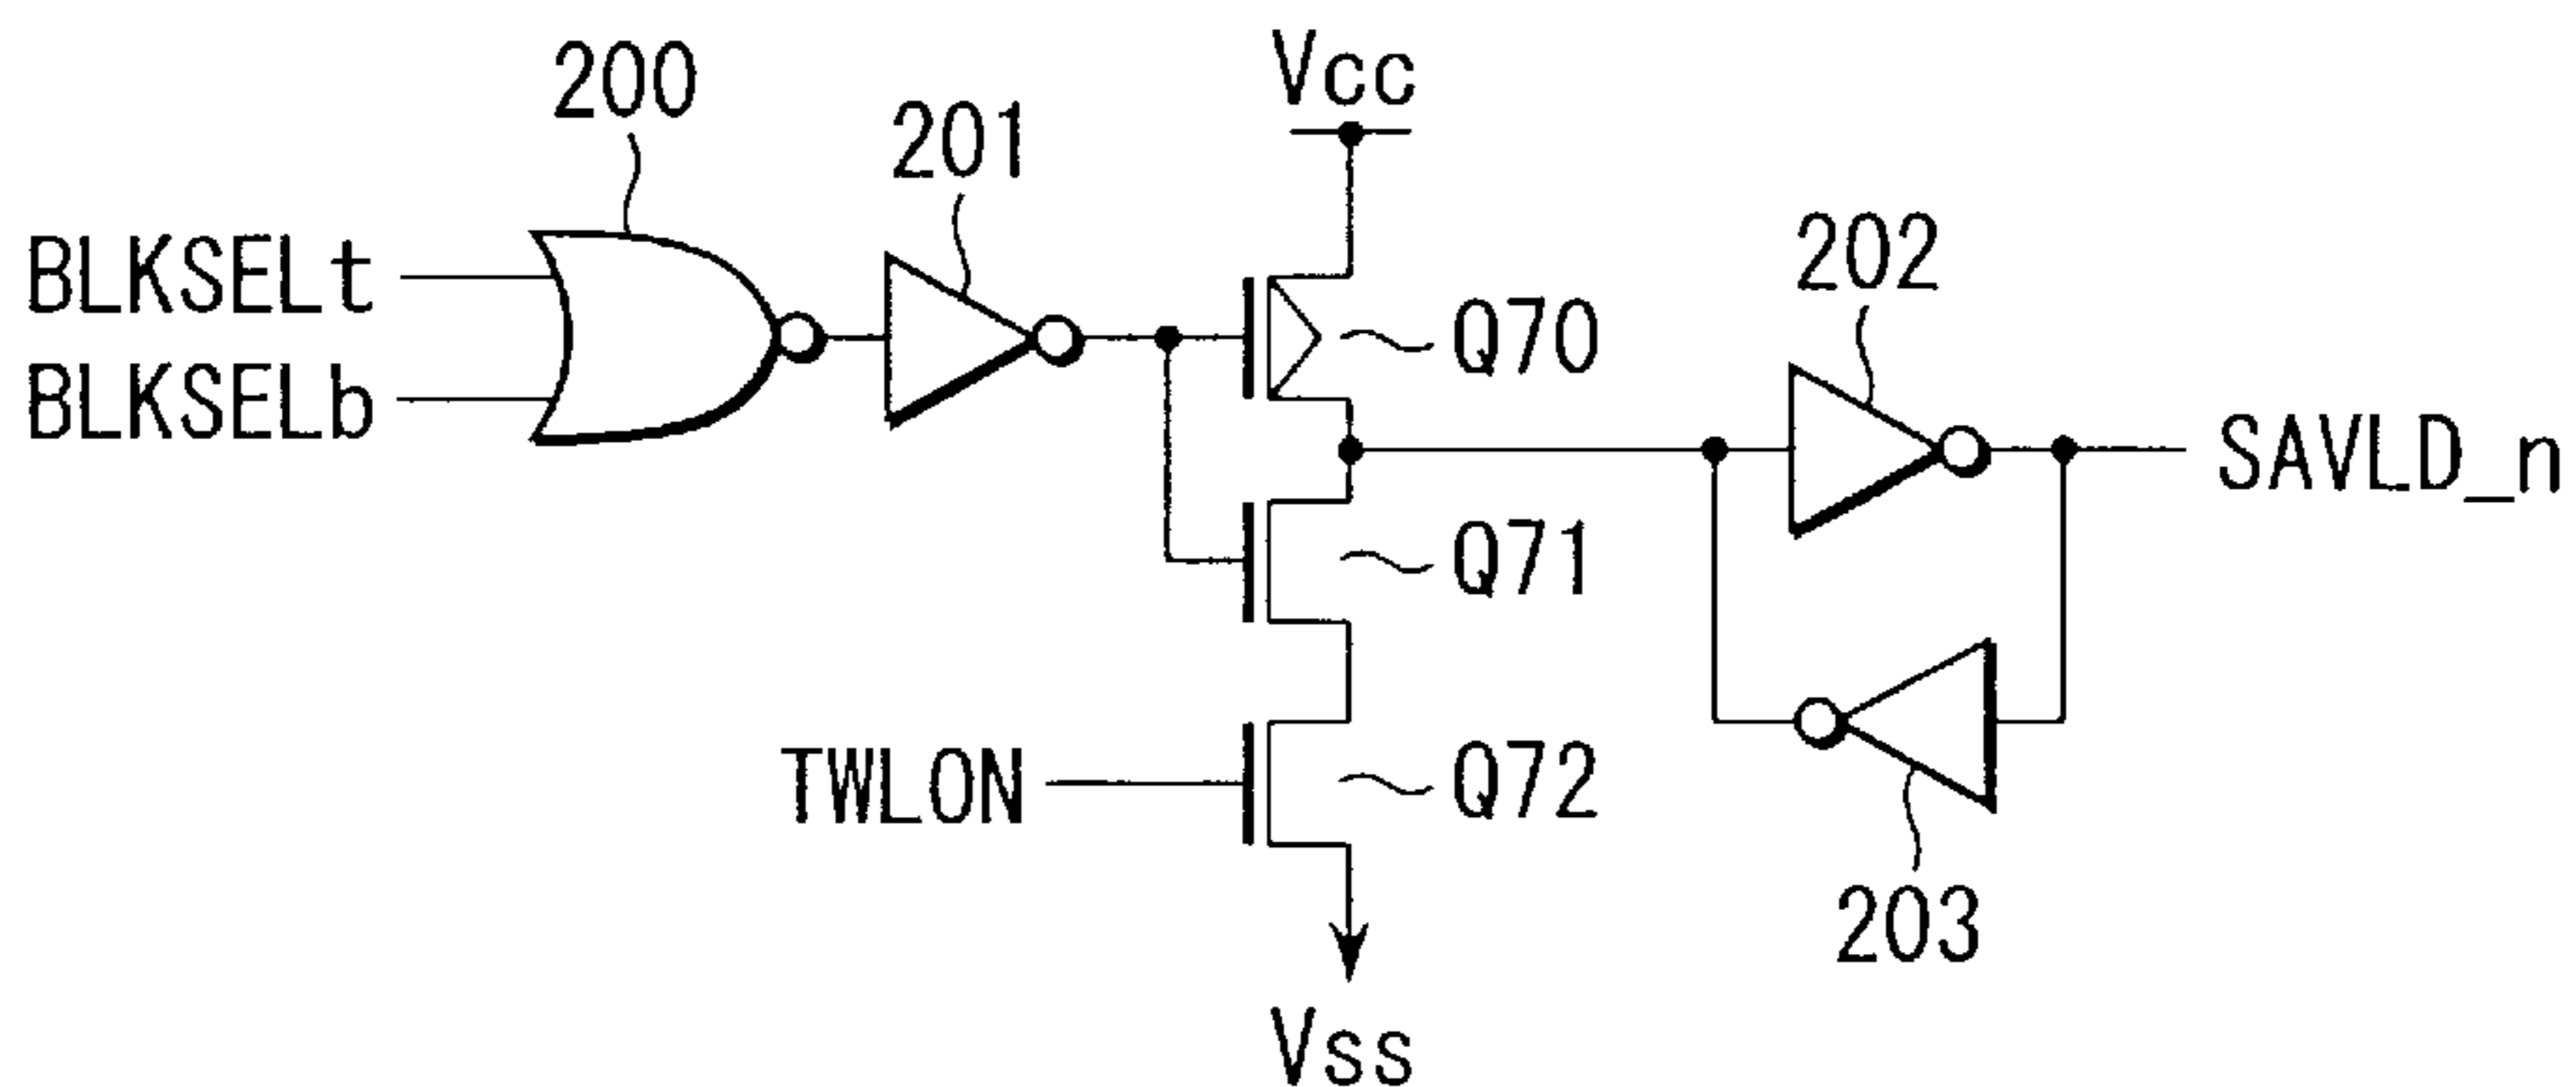 200
Vcc
201
202
BLKSELt
Q70
BLKSELb
SAVLD_n
Q71
TWLON
Q72
203
Vss